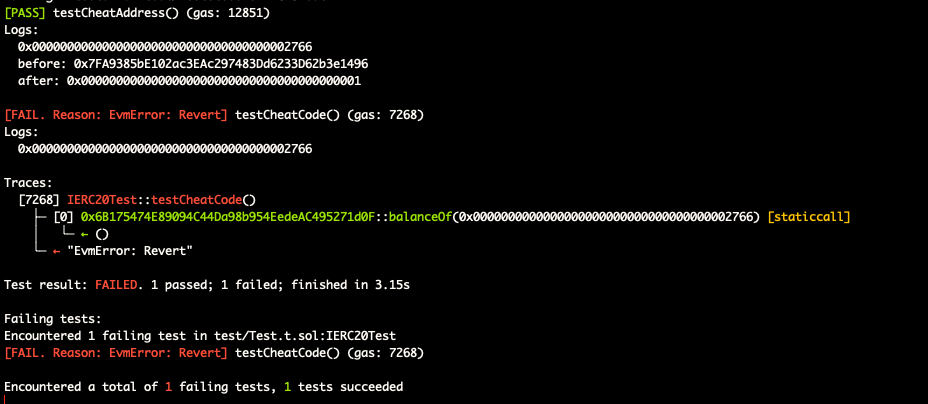 [PASS] testCheatAddress() (gas: 12851)
Logs:
  0x0000000000000000000000000000000000002766
  before: 0x7FA9385bE102ac3EAc297483Dd6233D62b3e1496
  after: 0x0000000000000000000000000000000000000001

[FAIL. Reason: EvmError: Revert] testCheatCode() (gas: 7268)
Logs:
  0x0000000000000000000000000000000000002766

Traces:
  [7268] IERC20Test::testCheatCode()
    ├─ [0] 0x6B175474E89094C44Da98b954EedeAC495271d0F::balanceOf(0x0000000000000000000000000000000000002766) [staticcall]
    │   └─ ← ()
    └─ ← "EvmError: Revert"

Test result: FAILED. 1 passed; 1 failed; finished in 3.15s

Failing tests:
Encountered 1 failing test in test/Test.t.sol:IERC20Test
[FAIL. Reason: EvmError: Revert] testCheatCode() (gas: 7268)

Encountered a total of 1 failing tests, 1 tests succeeded